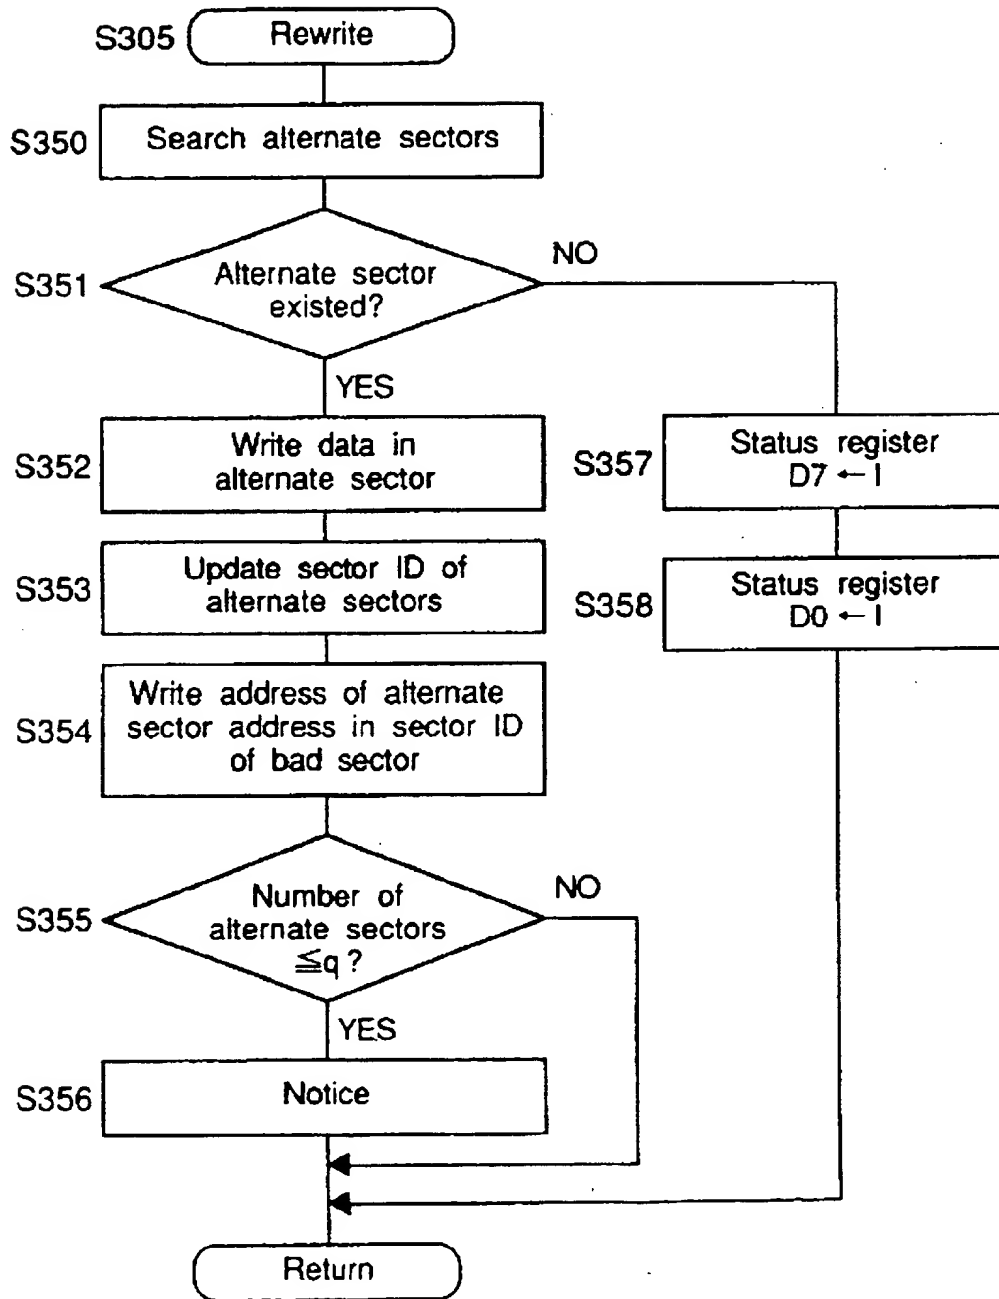 S305
Rewrite
S350
Search alternate sectors
S351
Alternate sector
existed?
NO
YES
S352
Write data in
alternate sector
S357
Status register
D7 ← I
S353
Update sector ID of
alternate sectors
S358
Status register
D0 ← I
S354
Write address of alternate
sector address in sector ID
of bad sector
S355
Number of
alternate sectors
≦q?
NO
YES
S356
Notice
Return